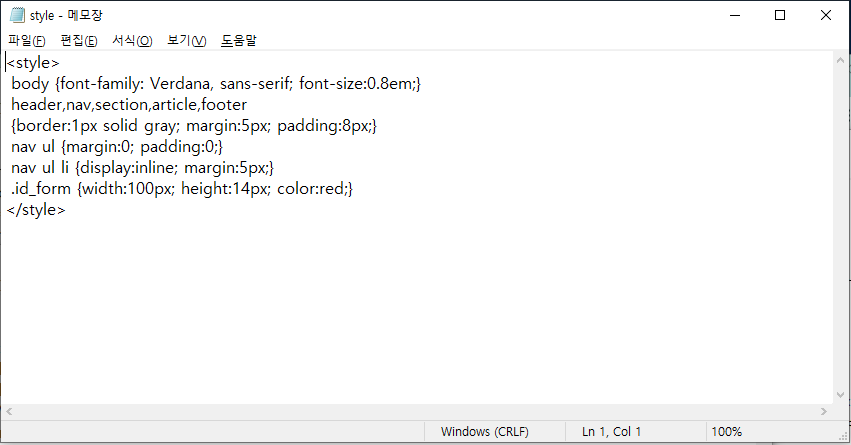 style - 메모장
파일(F) 편집(E) 서식(O) 보기(V) 도움말
<style>
body {font-family: Verdana, sans-serif; font-size:0.8em;}
header,nav,section,article,footer
{border:1px solid gray; margin:5px; padding:8px;}
nav ul {margin:0; padding:0;}
nav ul li {display:inline; margin:5px;}
.id_form {width:100px; height:14px; color:red;}
</style>
Windows (CRLF) Ln 1, Col 1 100%